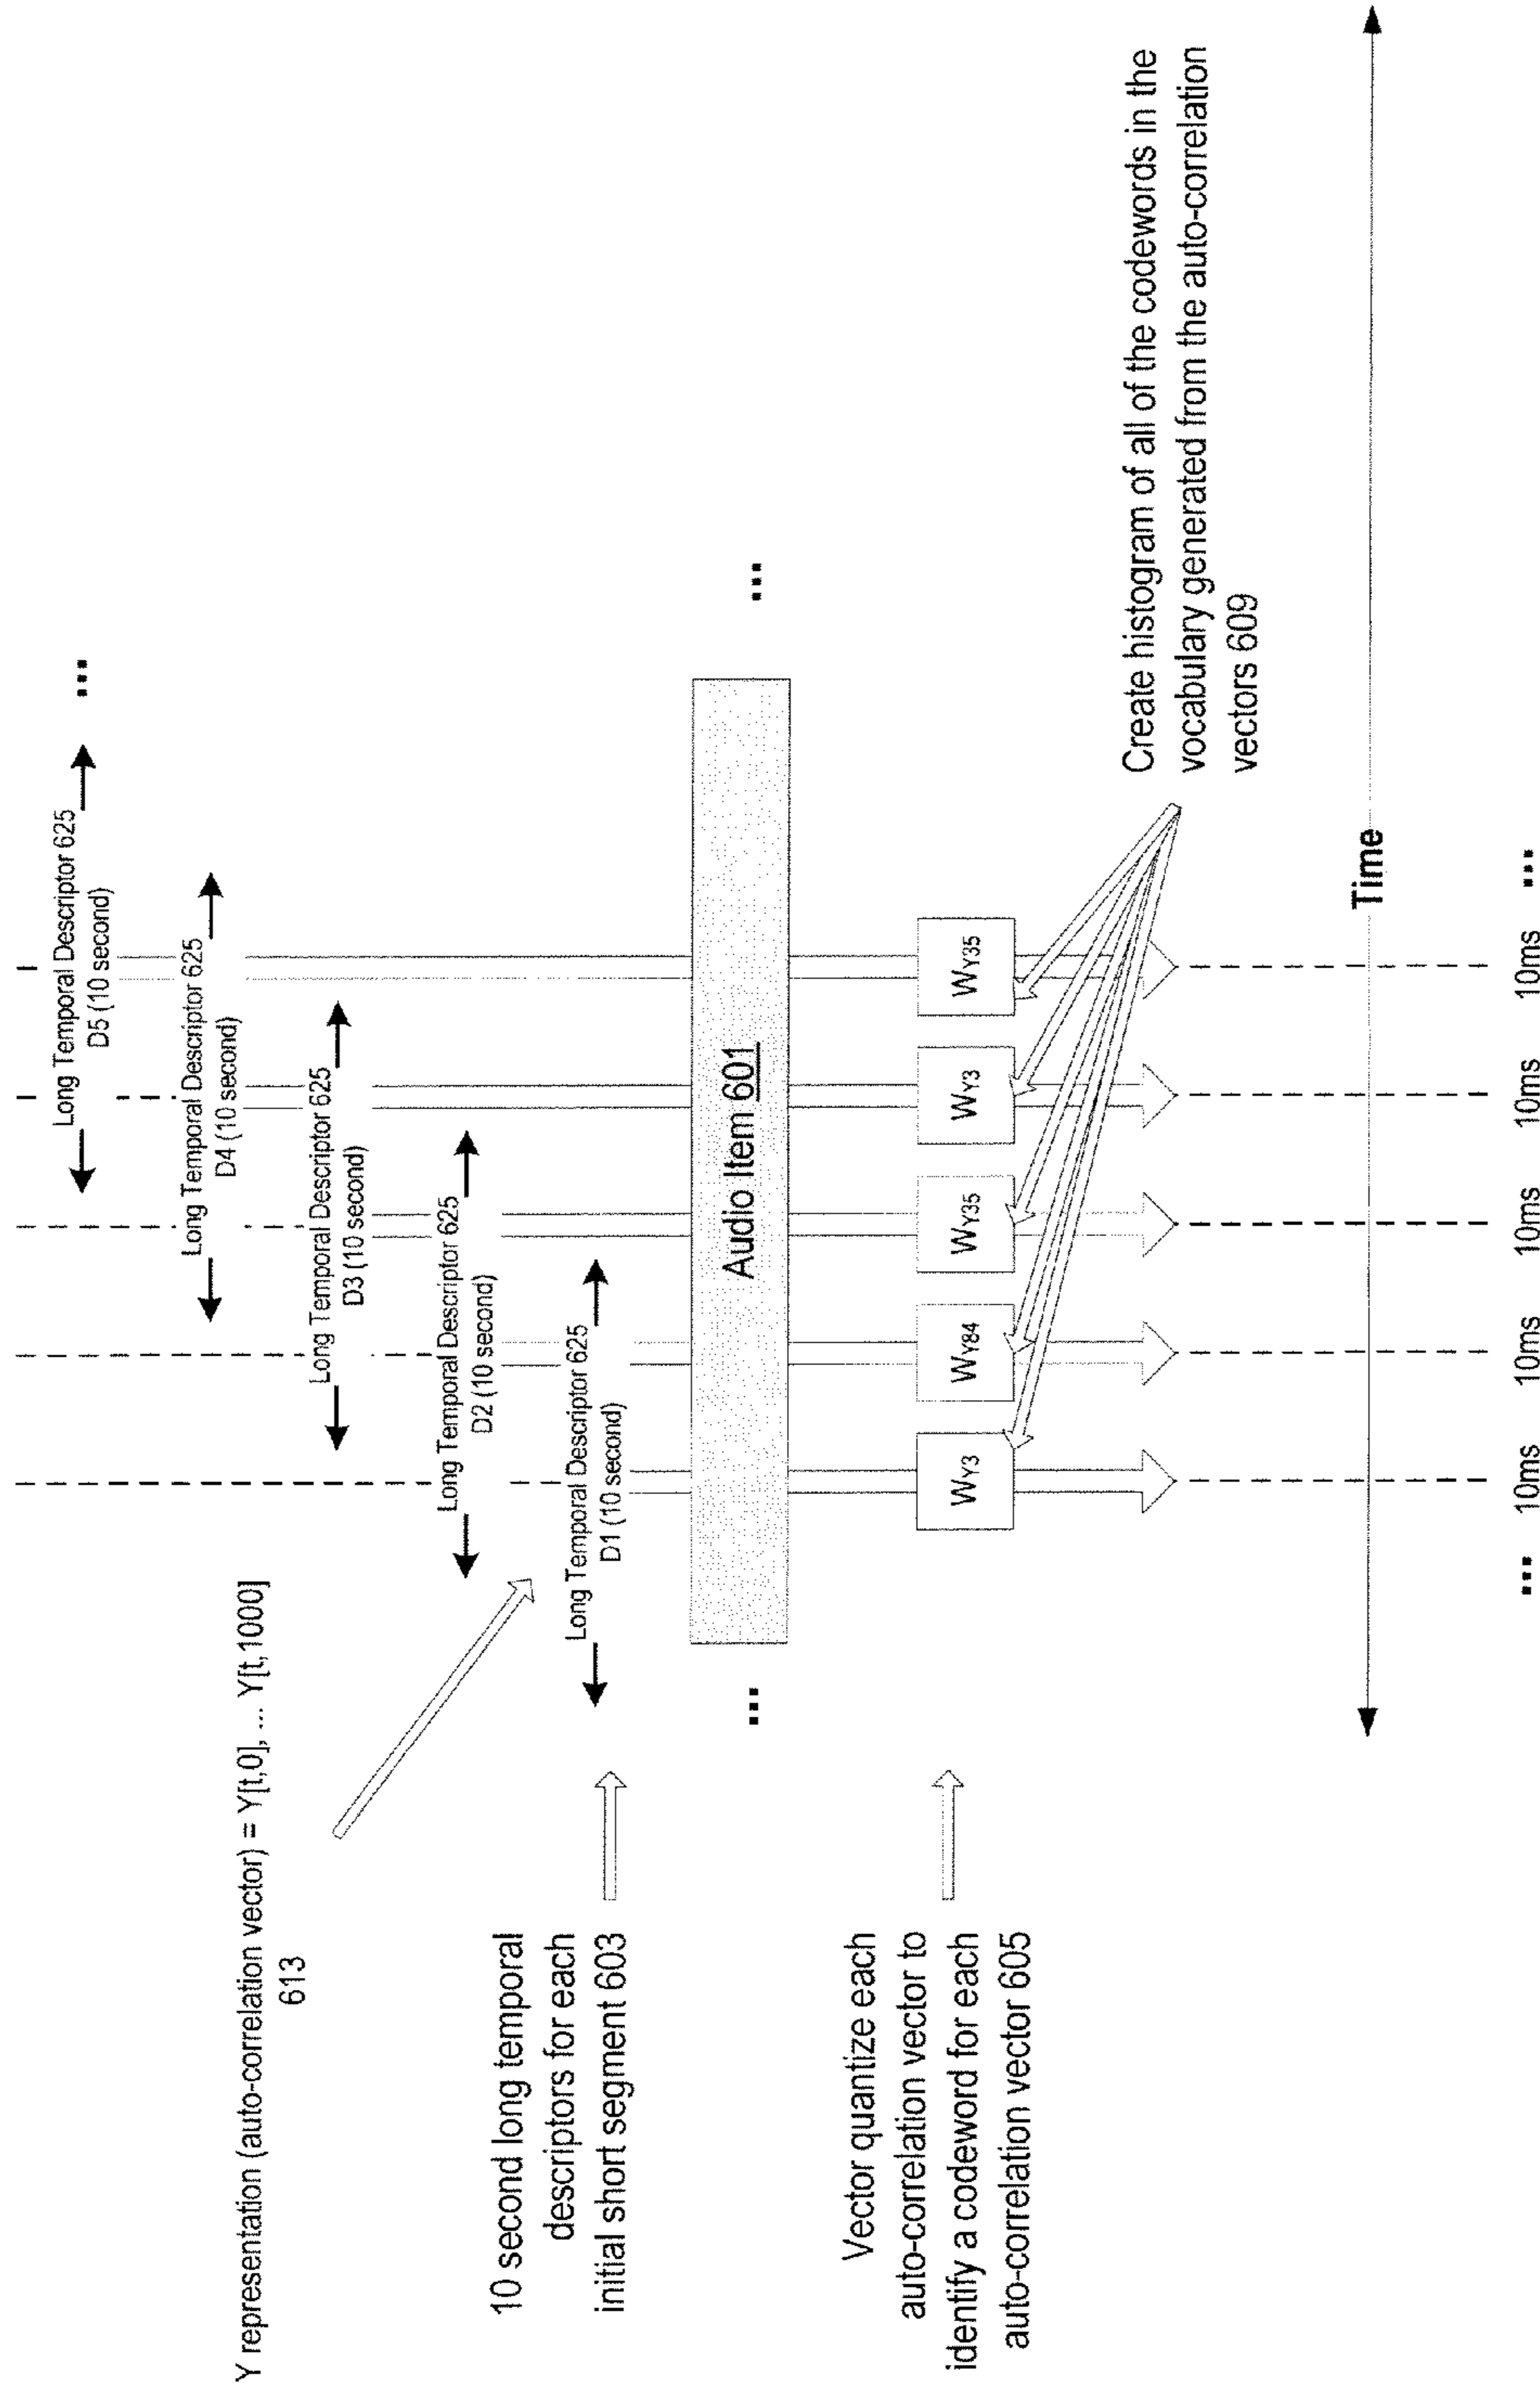 Y representation (auto-correlation vector) = Y[t,0], ... Y[t,1000]
613
Long Temporal Descriptor 625
D5 (10 second)
...
Long Temporal Descriptor 625
D4 (10 second)
Long Temporal Descriptor 625
D3 (10 second)
Long Temporal Descriptor 625
D2 (10 second)
Long Temporal Descriptor 625
D1 (10 second)
10 second long temporal
descriptors for each
initial short segment 603
...
Audio Item 601
...
Vector quantize each
auto-correlation vector to
identify a codeword for each
auto-correlation vector 605
WY3
WY84
WY35
WY3
WY35
Create histogram of all of the codewords in the
vocabulary generated from the auto-correlation
vectors 609
Time
... 10ms 10ms 10ms 10ms 10ms ...